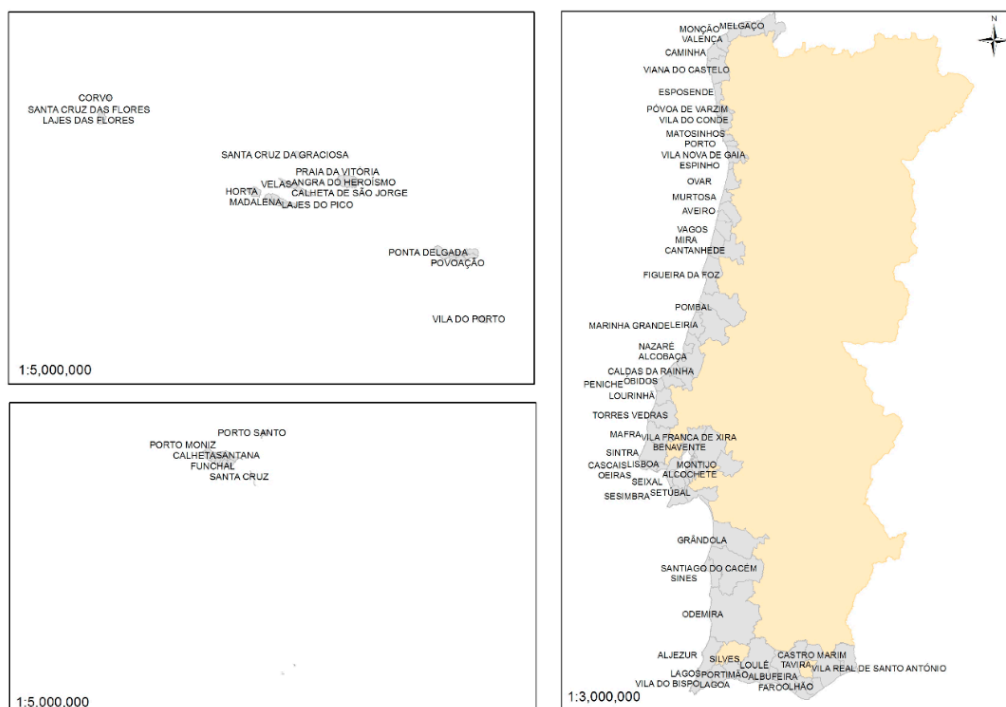 CORVO
SANTA CRUZ DAS FLORES
LAJES DAS FLORES
SANTA CRUZ DA GRACIOSA
PRAIA DA VITÓRIA
VELAS ANGRA DO HEROÍSMO
HORTA CALHETA DE SÃO JORGE
MADALENA LAJES DO PICO
PONTA DELGADA
POVOAÇÃO
VILA DO PORTO
1:5,000,000
PORTO SANTO
PORTO MONIZ
CALHETA SANTANA
FUNCHAL
SANTA CRUZ
1:5,000,000
N
MELGAÇO
MONÇÃO
VALENÇA
CAMINHA
VIANA DO CASTELO
ESPOSENDE
PÓVOA DE VARZIM
VILA DO CONDE
MATOSINHOS
PORTO
VILA NOVA DE GAIA
ESPINHO
OVAR
MURTOSA
AVEIRO
VAGOS
MIRA
CANTANHEDE
FIGUEIRA DA FOZ
POMBAL
MARINHA GRANDE LEIRIA
NAZARÉ
ALCOBAÇA
CALDAS DA RAINHA
PENICHE ÓBIDOS
LOURINHÃ
TORRES VEDRAS
MAFRA VILA FRANCA DE XIRA
BENAVENTE
SINTRA
CASCAIS LISBOA MONTIJO
OEIRAS ALCOCHETE
SEIXAL
SESIMBRA SETÚBAL
GRÂNDOLA
SANTIAGO DO CACÉM
SINES
ODEMIRA
ALJEZUR SILVES CASTRO MARIM
LOULÉ TAVIRA VILA REAL DE SANTO ANTÓNIO
LAGOS PORTIMÃO ALBUFEIRA
VILA DO BISPO LAGOA FARO OLHÃO
1:3,000,000